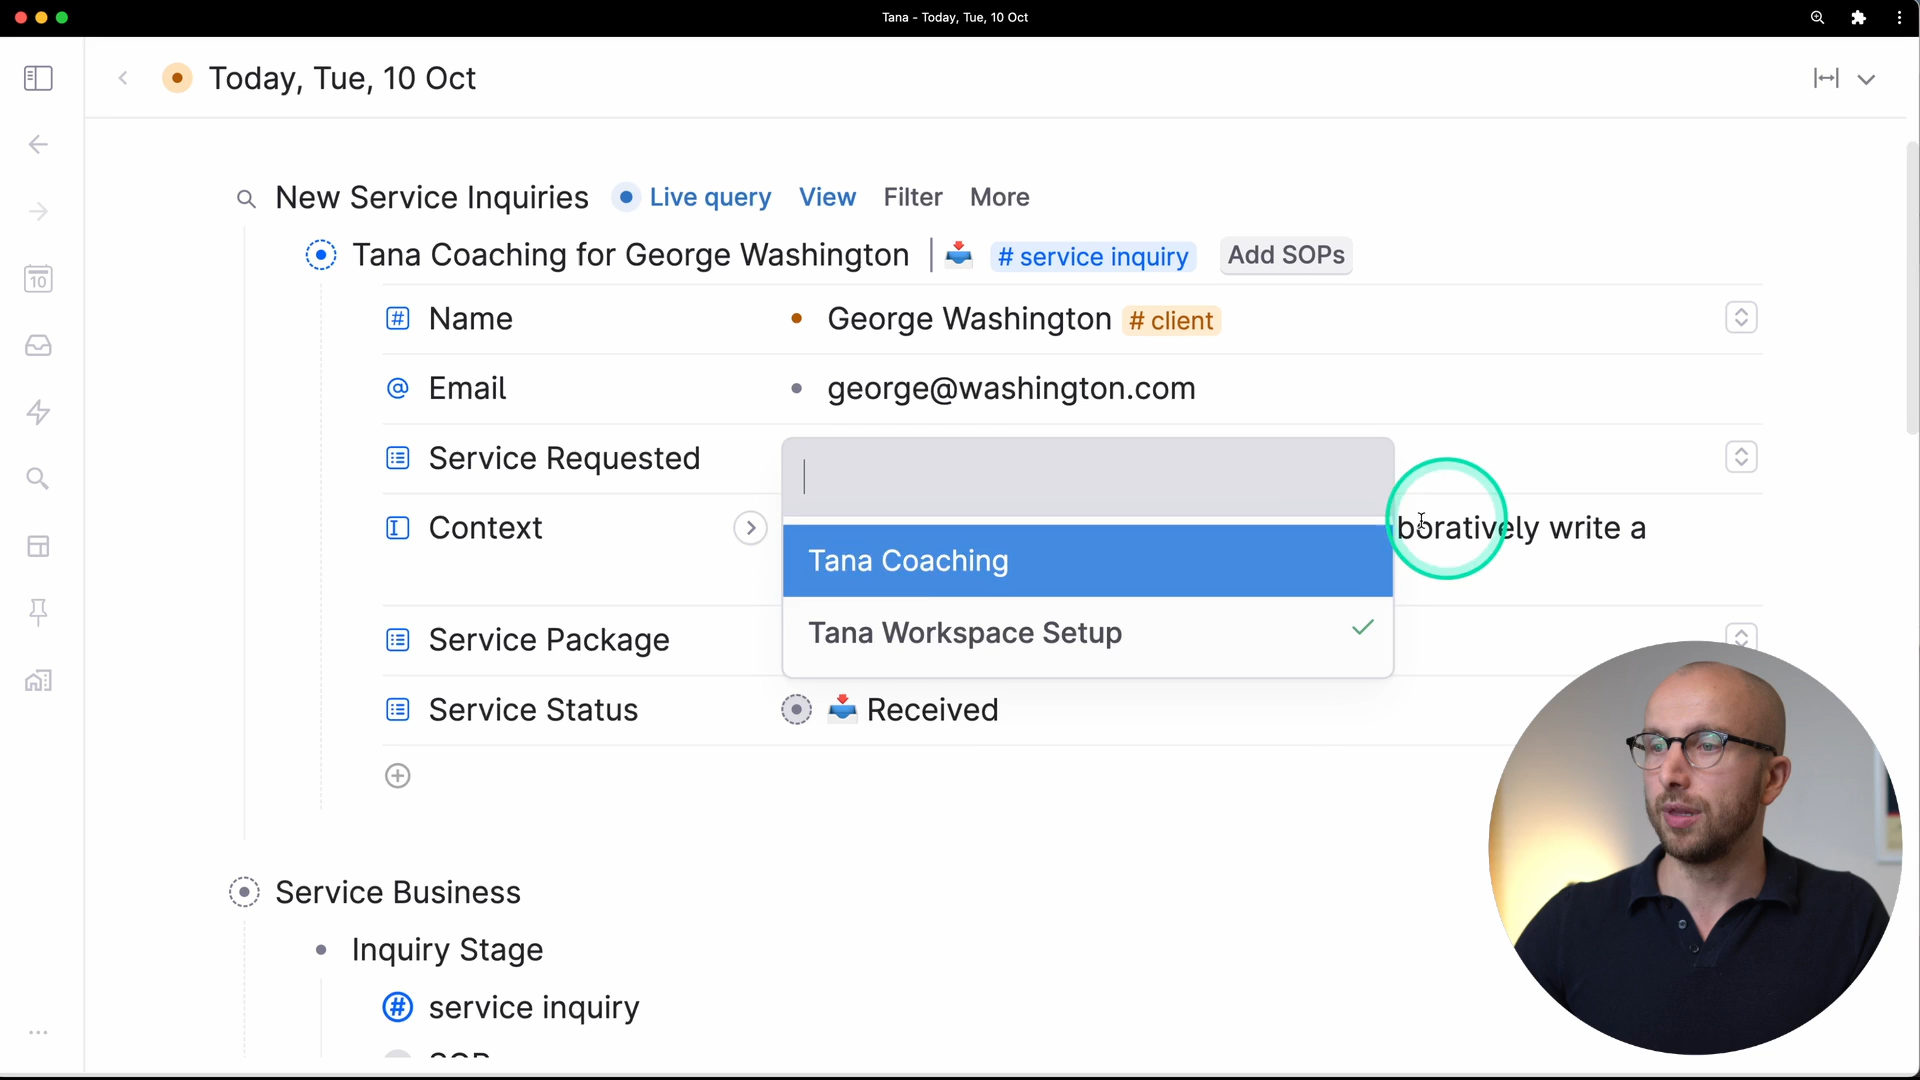 Tana - Today, Tue, 10 Oct
Today, Tue, 10 Oct
10
New Service Inquiries Live query View Filter More
Tana Coaching for George Washington | # service inquiry Add SOPs
Name George Washington # client
Email george@washington.com
Service Requested
Context boratively write a
Tana Coaching
Tana Workspace Setup
Service Package
Service Status Received
Service Business
Inquiry Stage
# service inquiry